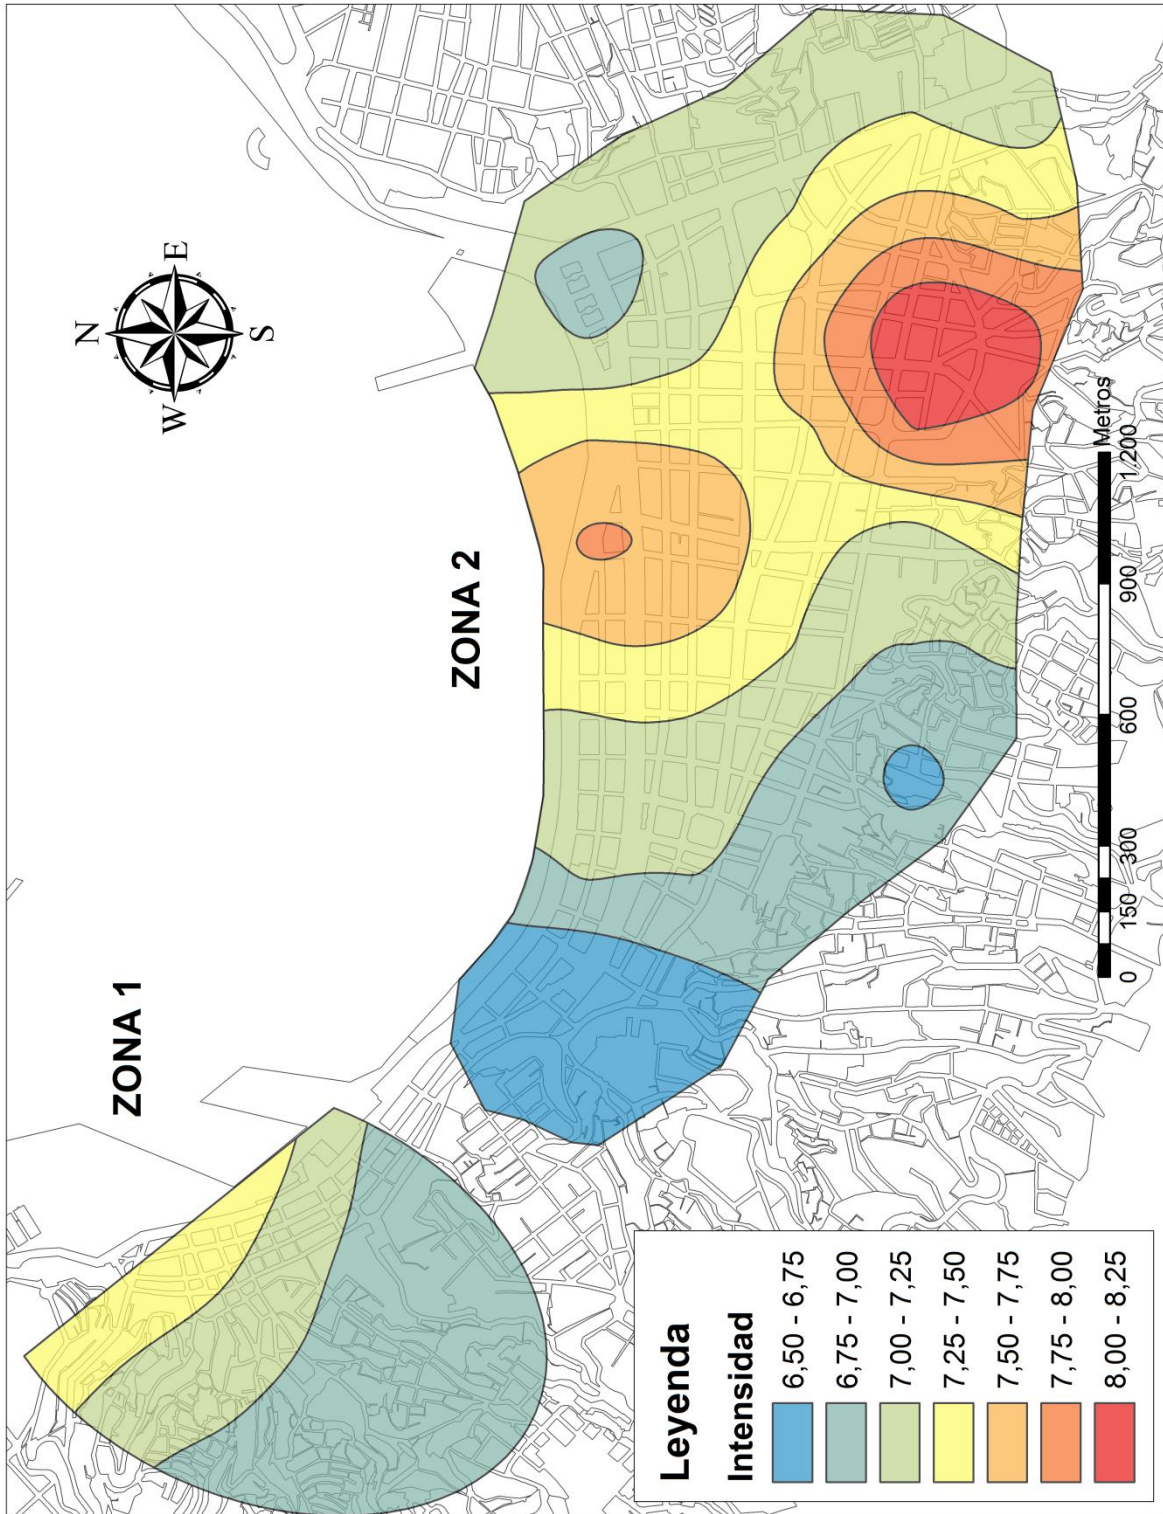 N
W
E
S
ZONA 1
ZONA 2
Leyenda
Intensidad
6,50 - 6,75
6,75 - 7,00
7,00 - 7,25
7,25 - 7,50
7,50 - 7,75
7,75 - 8,00
8,00 - 8,25
0 150 300 600 900 1.200
Metros